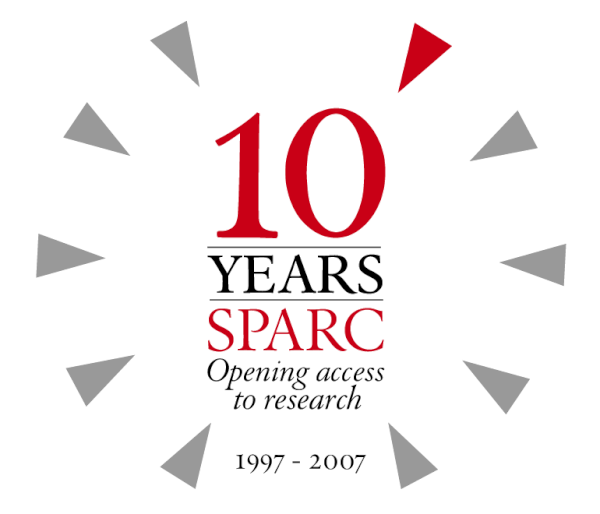 10
YEARS
SPARC
Opening access
to research
1997 - 2007